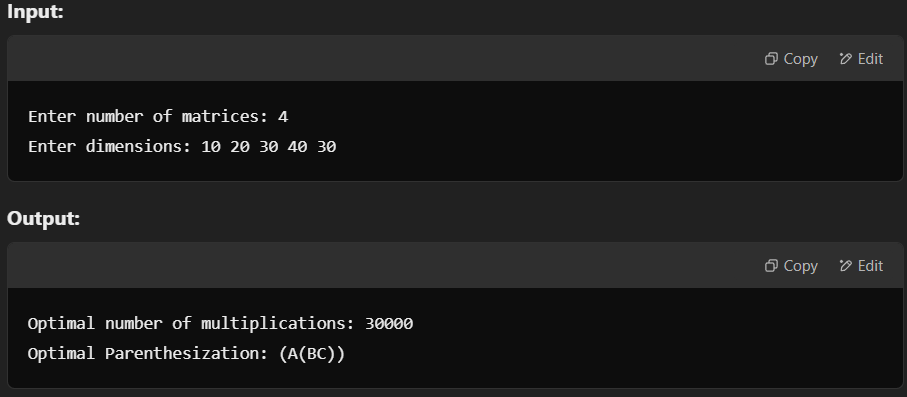 Input:
Copy Edit
Enter number of matrices: 4
Enter dimensions: 10 20 30 40 30
Output:
Copy Edit
Optimal number of multiplications: 30000
Optimal Parenthesization: (A(BC))